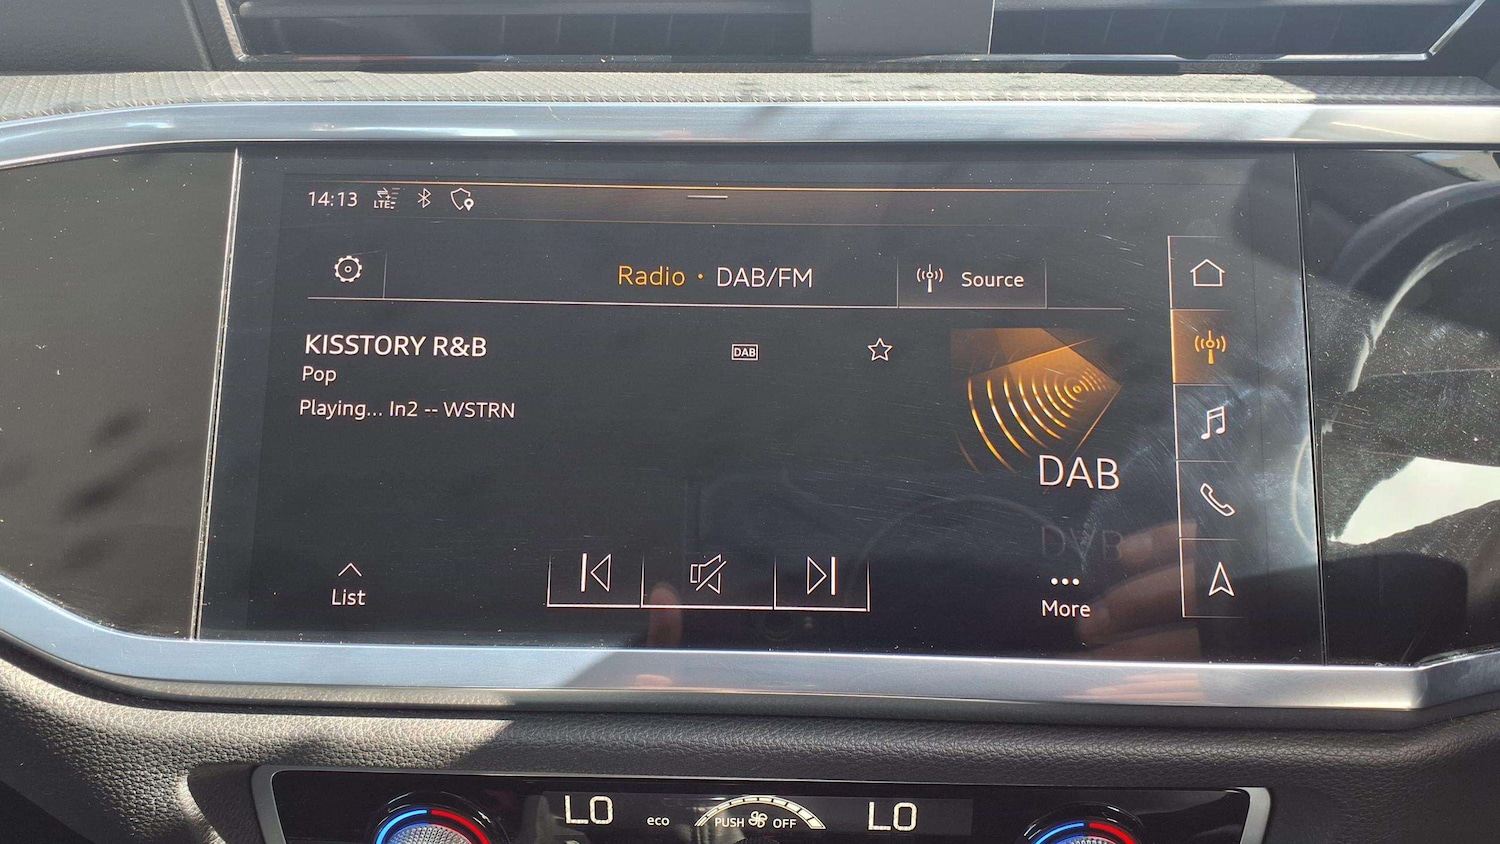 14:13 LTE
Radio • DAB/FM
Source
KISSTORY R&B
DAB
Pop
Playing... In2 -- WSTRN
DAB
List
More
LO
eco
PUSH OFF
LO